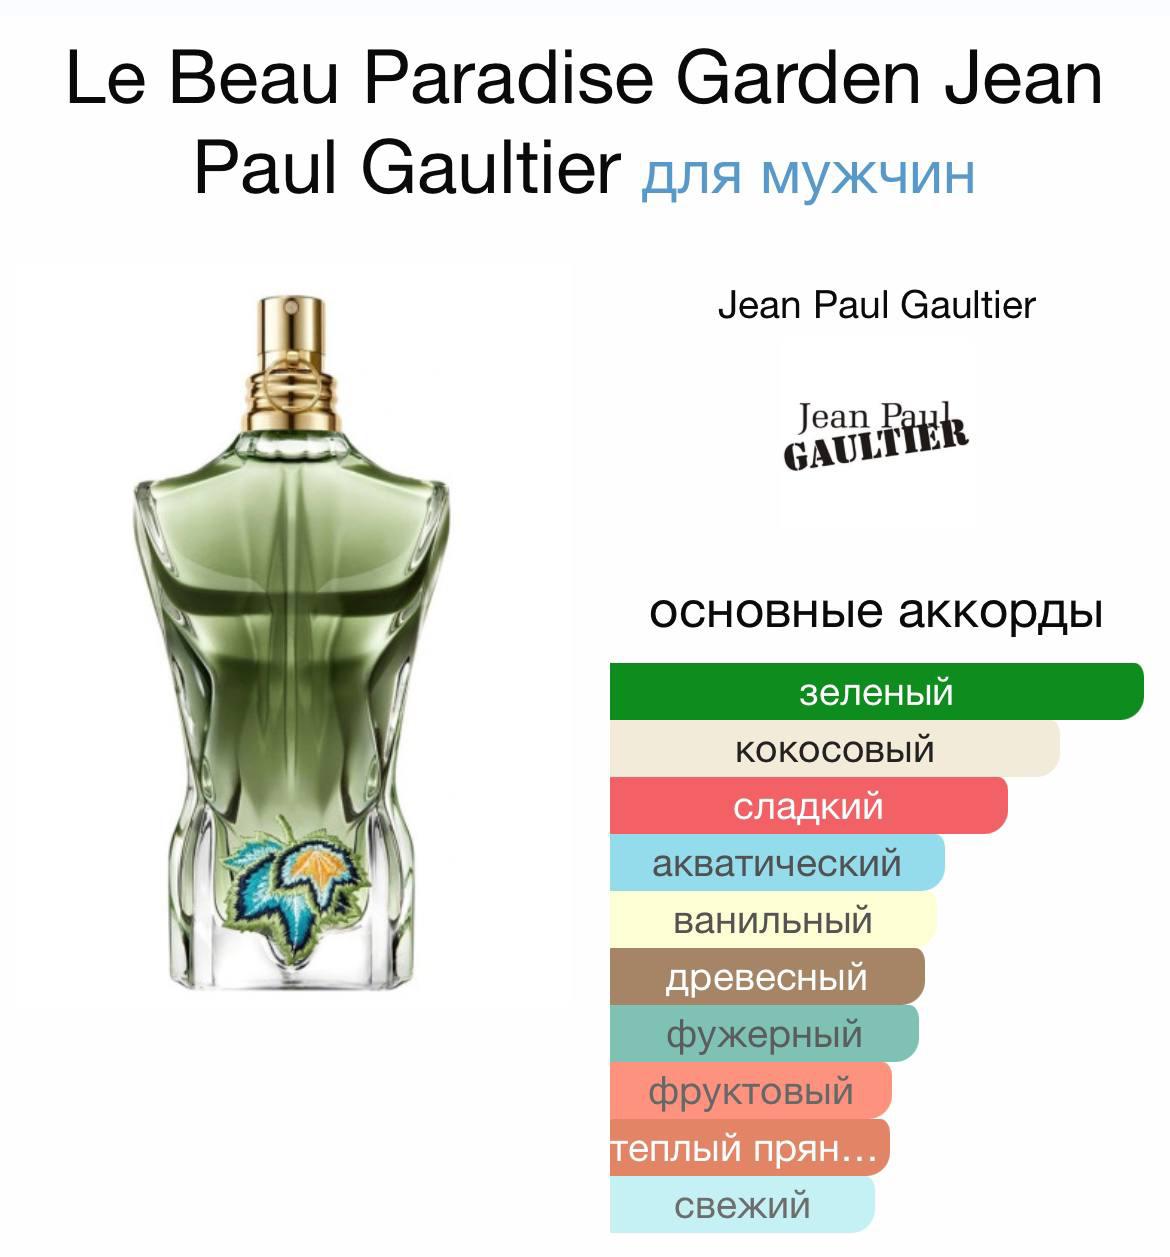 Le Beau Paradise Garden Jean
Paul Gaultier для мужчин
Jean Paul Gaultier
Jean Paul
GAULTIER
основные аккорды
зеленый
кокосовый
сладкий
акватический
ванильный
древесный
фужерный
фруктовый
теплый прян...
свежий